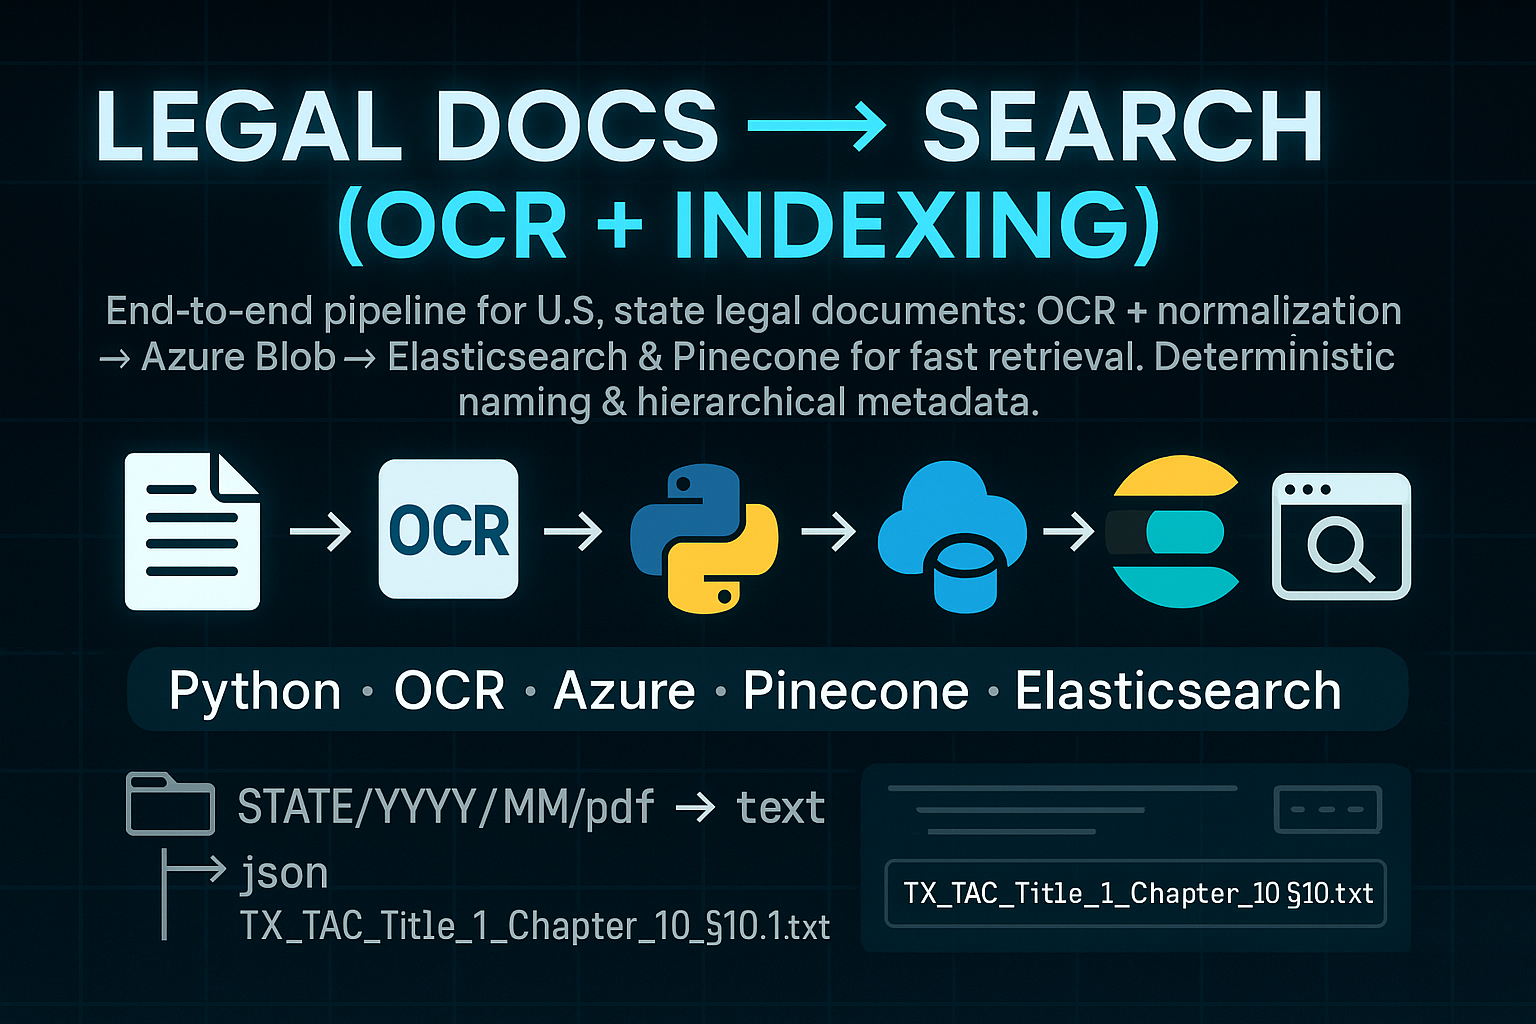 LEGAL DOCS → SEARCH
(OCR + INDEXING)
End-to-end pipeline for U.S, state legal documents: OCR + normalization
→ Azure Blob → Elasticsearch & Pinecone for fast retrieval. Deterministic
naming & hierarchical metadata.
OCR
Python · OCR · Azure · Pinecone · Elasticsearch
STATE/YYYY/MM/pdf → text
json
TX_TAC_Title_1_Chapter_10_§10.1.txt
TX_TAC_Title_1_Chapter_10 §10.txt